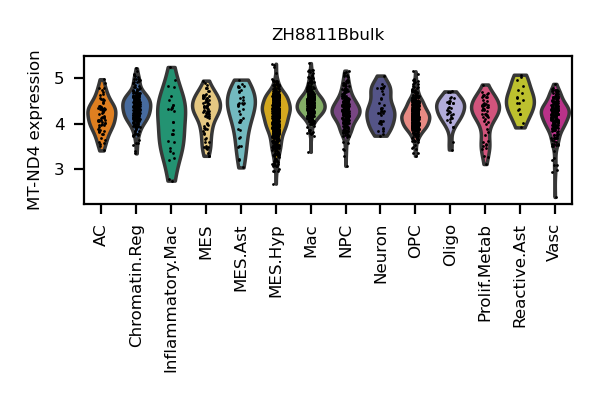 ZH8811Bbulk
MT-ND4 expression
5
4
3
AC
Chromatin.Reg
Inflammatory.Mac
MES
MES.Ast
MES.Hyp
Mac
NPC
Neuron
OPC
Oligo
Prolif.Metab
Reactive.Ast
Vasc